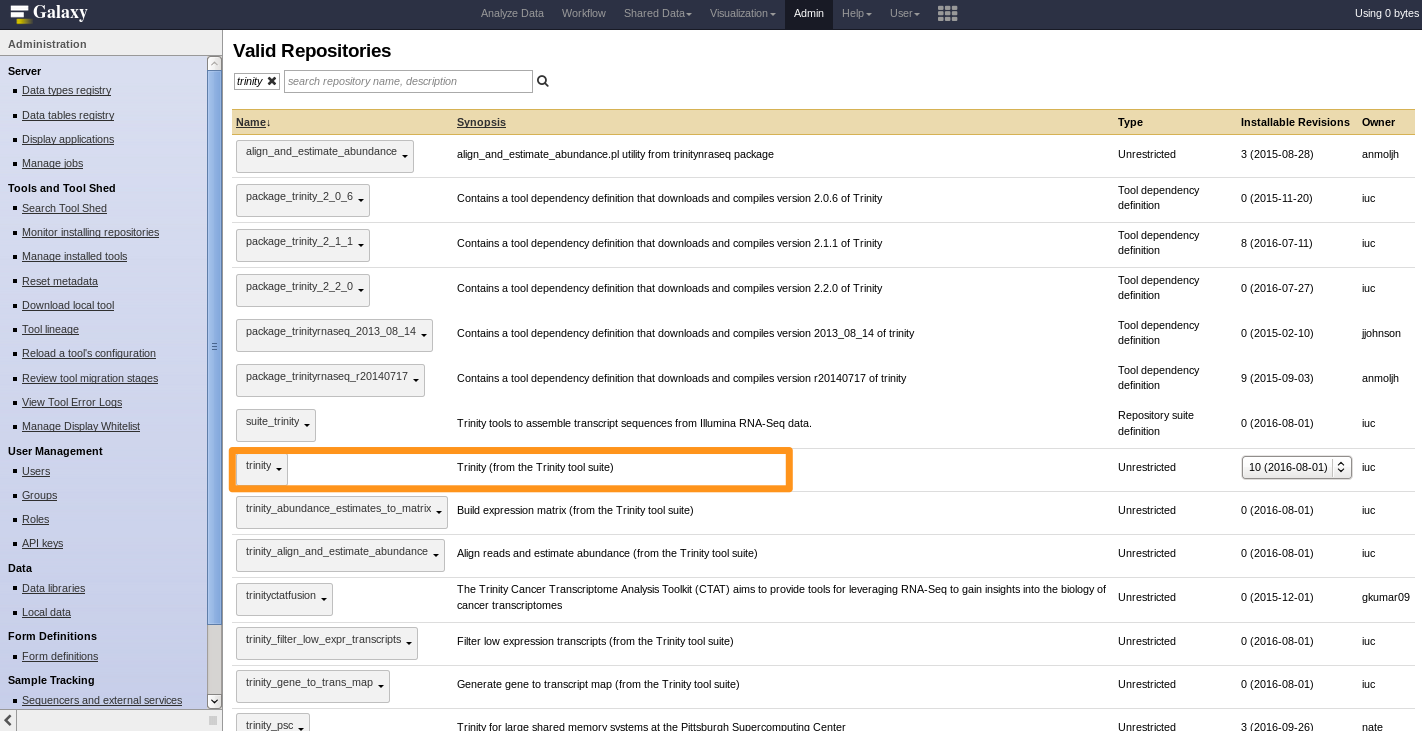 Galaxy
Analyze Data Workflow Shared Data Visualization Admin Help User Using 0 bytes
Administration
Server
Data types registry
Data tables registry
Display applications
Manage jobs
Tools and Tool Shed
Search Tool Shed
Monitor installing repositories
Manage installed tools
Reset metadata
Download local tool
Tool lineage
Reload a tool's configuration
Review tool migration stages
View Tool Error Logs
Manage Display Whitelist
User Management
Users
Groups
Roles
API keys
Data
Data libraries
Local data
Form Definitions
Form definitions
Sample Tracking
Sequencers and external services
Valid Repositories
trinity ✖ search repository name, description
Name↓ Synopsis Type Installable Revisions Owner
align_and_estimate_abundance align_and_estimate_abundance.pl utility from trinitynraseq package Unrestricted 3 (2015-08-28) anmoljh
package_trinity_2_0_6 Contains a tool dependency definition that downloads and compiles version 2.0.6 of Trinity Tool dependency definition 0 (2015-11-20) iuc
package_trinity_2_1_1 Contains a tool dependency definition that downloads and compiles version 2.1.1 of Trinity Tool dependency definition 8 (2016-07-11) iuc
package_trinity_2_2_0 Contains a tool dependency definition that downloads and compiles version 2.2.0 of Trinity Tool dependency definition 0 (2016-07-27) iuc
package_trinityrnaseq_2013_08_14 Contains a tool dependency definition that downloads and compiles version 2013_08_14 of trinity Tool dependency definition 0 (2015-02-10) jjohnson
package_trinityrnaseq_r20140717 Contains a tool dependency definition that downloads and compiles version r20140717 of trinity Tool dependency definition 9 (2015-09-03) anmoljh
suite_trinity Trinity tools to assemble transcript sequences from Illumina RNA-Seq data. Repository suite definition 0 (2016-08-01) iuc
trinity Trinity (from the Trinity tool suite) Unrestricted 10 (2016-08-01) iuc
trinity_abundance_estimates_to_matrix Build expression matrix (from the Trinity tool suite) Unrestricted 0 (2016-08-01) iuc
trinity_align_and_estimate_abundance Align reads and estimate abundance (from the Trinity tool suite) Unrestricted 0 (2016-08-01) iuc
trinityctatfusion The Trinity Cancer Transcriptome Analysis Toolkit (CTAT) aims to provide tools for leveraging RNA-Seq to gain insights into the biology of cancer transcriptomes Unrestricted 0 (2015-12-01) gkumar09
trinity_filter_low_expr_transcripts Filter low expression transcripts (from the Trinity tool suite) Unrestricted 0 (2016-08-01) iuc
trinity_gene_to_trans_map Generate gene to transcript map (from the Trinity tool suite) Unrestricted 0 (2016-08-01) iuc
trinity_psc Trinity for large shared memory systems at the Pittsburgh Supercomputing Center Unrestricted 3 (2016-09-26) nate